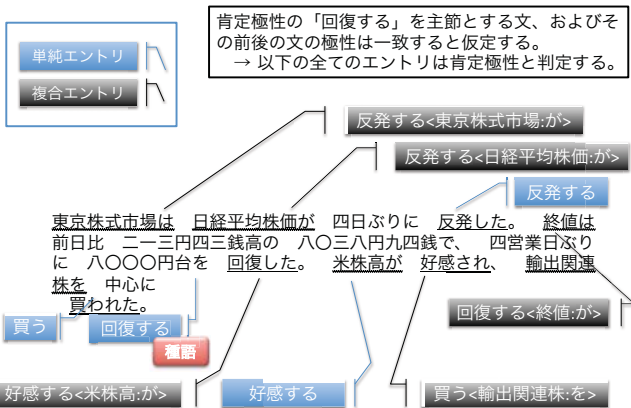 肯定極性の「回復する」を主節とする文、およびそ
の前後の文の極性は一致すると仮定する。
→ 以下の全てのエントリは肯定極性と判定する。
単純エントリ
複合エントリ
反発する<東京株式市場:が>
反発する<日経平均株価:が>
反発する
東京株式市場は 日経平均株価が 四日ぶりに 反発した。 終値は
前日比 二一三円四三銭高の 八〇三八円九四銭で、 四営業日ぶり
に 八〇〇〇円台を 回復した。 米株高が 好感され、 輸出関連
株を 中心に
買われた。
買う
回復する
種語
回復する<終値:が>
好感する<米株高:が>
好感する
買う<輸出関連株:を>